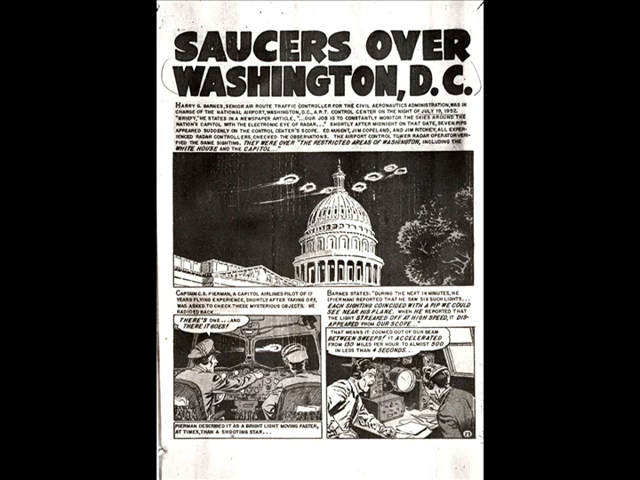 SAUCERS OVER
WASHINGTON, D.C.
HARRY G. BARNES, SENIOR AIR ROUTE TRAFFIC CONTROLLER FOR THE CIVIL AERONAUTICS ADMINISTRATION, WAS IN
CHARGE OF THE NATIONAL AIRPORT, WASHINGTON, D.C., A.R.T. CONTROL CENTER ON THE NIGHT OF JULY 19, 1952.
"BRIEFLY," HE STATES IN A NEWSPAPER ARTICLE, "...OUR JOB IS TO CONSTANTLY MONITOR THE SKIES AROUND THE
NATION'S CAPITOL WITH THE ELECTRONIC EYE OF RADAR..." SHORTLY AFTER MIDNIGHT ON THAT DATE, SEVEN PIPS
APPEARED SUDDENLY ON THE CONTROL CENTER'S SCOPE. ED NUGENT, JIM COPELAND, AND JIM RITCHEY, ALL EXPER-
IENCED RADAR CONTROLLERS, CHECKED THE OBSERVATIONS. THE AIRPORT CONTROL TOWER RADAR OPERATOR VERI-
FIED THE SAME SIGHTING. THEY WERE OVER "THE RESTRICTED AREAS OF WASHINGTON, INCLUDING THE
WHITE HOUSE AND THE CAPITOL..."
CAPTAIN C.S. PIERMAN, A CAPITOL AIRLINES PILOT OF 17
YEARS FLYING EXPERIENCE, SHORTLY AFTER TAKING OFF,
WAS ASKED TO CHECK THESE MYSTERIOUS OBJECTS. HE
RADIOED BACK...
THERE'S ONE...AND
THERE IT GOES!
PIERMAN DESCRIBED IT AS A BRIGHT LIGHT MOVING FASTER,
AT TIMES, THAN A SHOOTING STAR...
BARNES STATES: "DURING THE NEXT 14 MINUTES, HE
(PIERMAN) REPORTED THAT HE SAW SIX SUCH LIGHTS...
EACH SIGHTING COINCIDED WITH A PIP WE COULD
SEE NEAR HIS PLANE. WHEN HE REPORTED THAT
THE LIGHT STREAKED OFF AT HIGH SPEED, IT DIS-
APPEARED FROM OUR SCOPE..."
THAT MEANS IT ZOOMED OUT OF OUR BEAM
BETWEEN SWEEPS! IT ACCELERATED
FROM 130 MILES PER HOUR TO ALMOST 500
IN LESS THAN 4 SECONDS...